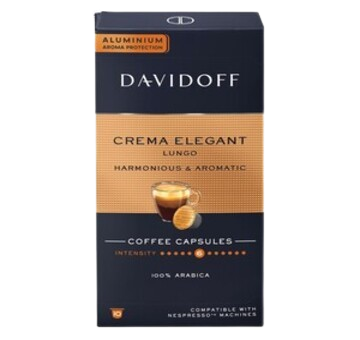 ALUMINIUM
AROMA PROTECTION
DAVIDOFF
CREMA ELEGANT
LUNGO
HARMONIOUS & AROMATIC
COFFEE CAPSULES
INTENSITY 6
100% ARABICA
10
COMPATIBLE WITH
NESPRESSO™ MACHINES